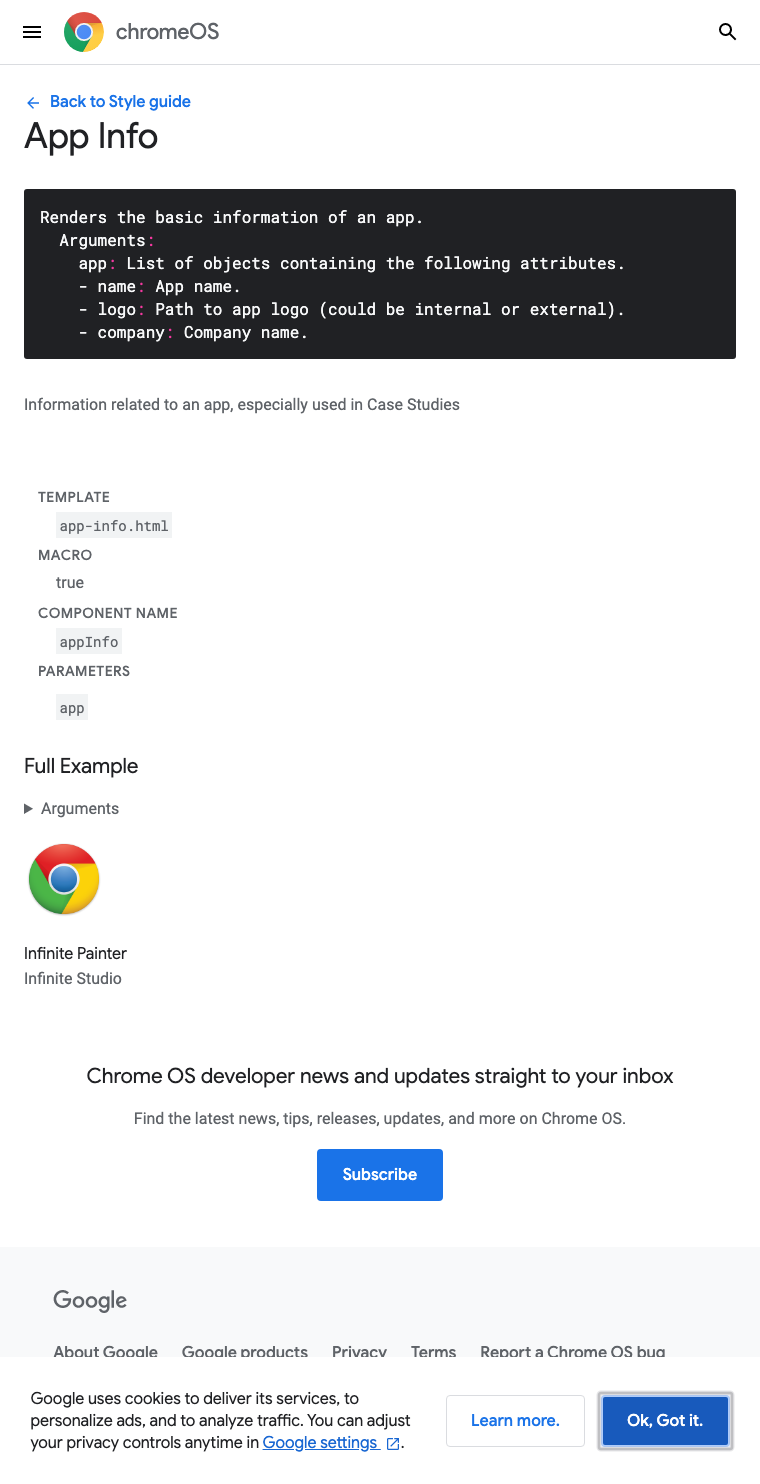 chromeOS
Back to Style guide
App Info
Renders the basic information of an app.
Arguments:
app: List of objects containing the following attributes.
- name: App name.
- logo: Path to app logo (could be internal or external).
- company: Company name.
Information related to an app, especially used in Case Studies
TEMPLATE
app-info.html
MACRO
true
COMPONENT NAME
appInfo
PARAMETERS
app
Full Example
Arguments
Infinite Painter
Infinite Studio
Chrome OS developer news and updates straight to your inbox
Find the latest news, tips, releases, updates, and more on Chrome OS.
Subscribe
Google
About Google Google products Privacy Terms Report a Chrome OS bug
Google uses cookies to deliver its services, to
personalize ads, and to analyze traffic. You can adjust
your privacy controls anytime in Google settings .
Learn more.
Ok, Got it.